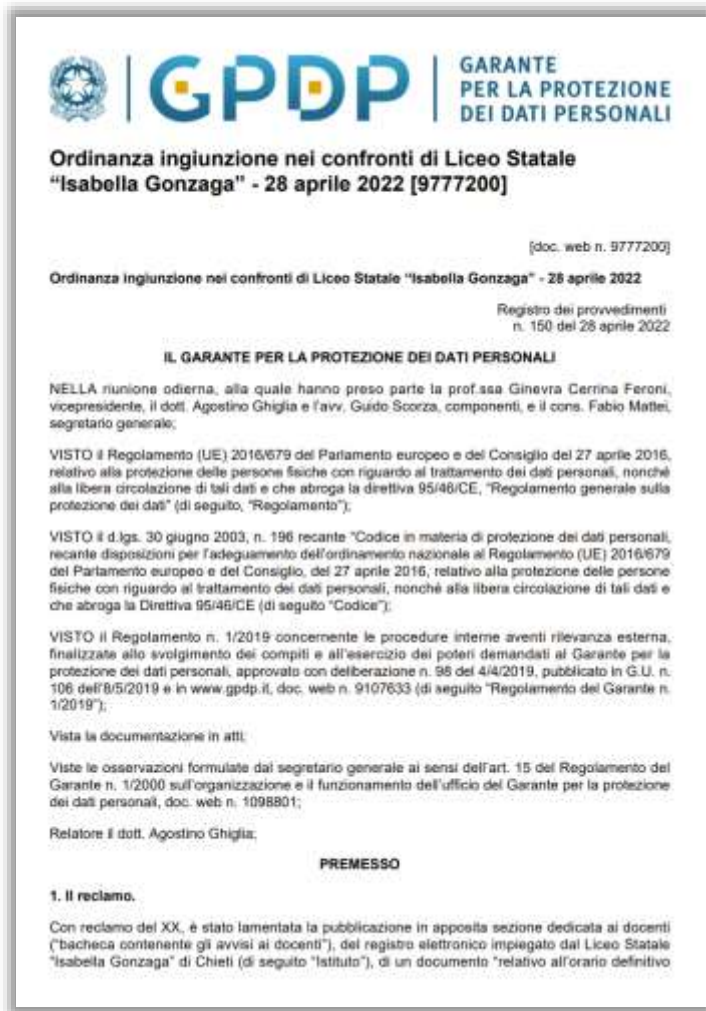 GPDP
GARANTE
PER LA PROTEZIONE
DEI DATI PERSONALI
Ordinanza ingiunzione nei confronti di Liceo Statale
“Isabella Gonzaga” - 28 aprile 2022 [9777200]
[doc. web n. 9777200]
Ordinanza ingiunzione nei confronti di Liceo Statale “Isabella Gonzaga” - 28 aprile 2022
Registro dei provvedimenti
n. 150 del 28 aprile 2022
IL GARANTE PER LA PROTEZIONE DEI DATI PERSONALI
NELLA riunione odierna, alla quale hanno preso parte la prof.ssa Ginevra Cerrina Feroni,
vicepresidente, il dott. Agostino Ghiglia e l’avv. Guido Scorza, componenti, e il cons. Fabio Mattei,
segretario generale;
VISTO il Regolamento (UE) 2016/679 del Parlamento europeo e del Consiglio del 27 aprile 2016,
relativo alla protezione delle persone fisiche con riguardo al trattamento dei dati personali, nonché
alla libera circolazione di tali dati e che abroga la direttiva 95/46/CE, “Regolamento generale sulla
protezione dei dati” (di seguito, “Regolamento”);
VISTO il d.lgs. 30 giugno 2003, n. 196 recante “Codice in materia di protezione dei dati personali,
recante disposizioni per l’adeguamento dell’ordinamento nazionale al Regolamento (UE) 2016/679
del Parlamento europeo e del Consiglio, del 27 aprile 2016, relativo alla protezione delle persone
fisiche con riguardo al trattamento dei dati personali, nonché alla libera circolazione di tali dati e
che abroga la Direttiva 95/46/CE (di seguito “Codice”);
VISTO il Regolamento n. 1/2019 concernente le procedure interne aventi rilevanza esterna,
finalizzate allo svolgimento dei compiti e all’esercizio dei poteri demandati al Garante per la
protezione dei dati personali, approvato con deliberazione n. 98 del 4/4/2019, pubblicato in G.U. n.
106 dell’8/5/2019 e in www.gpdp.it, doc. web n. 9107633 (di seguito “Regolamento del Garante n.
1/2019”);
Vista la documentazione in atti;
Viste le osservazioni formulate dal segretario generale ai sensi dell’art. 15 del Regolamento del
Garante n. 1/2000 sull’organizzazione e il funzionamento dell’ufficio del Garante per la protezione
dei dati personali, doc. web n. 1098801;
Relatore il dott. Agostino Ghiglia;
PREMESSO
1. Il reclamo.
Con reclamo del XX, è stato lamentata la pubblicazione in apposita sezione dedicata ai docenti
(“bacheca contenente gli avvisi ai docenti”), del registro elettronico impiegato dal Liceo Statale
“Isabella Gonzaga” di Chieti (di seguito “Istituto”), di un documento “relativo all’orario definitivo